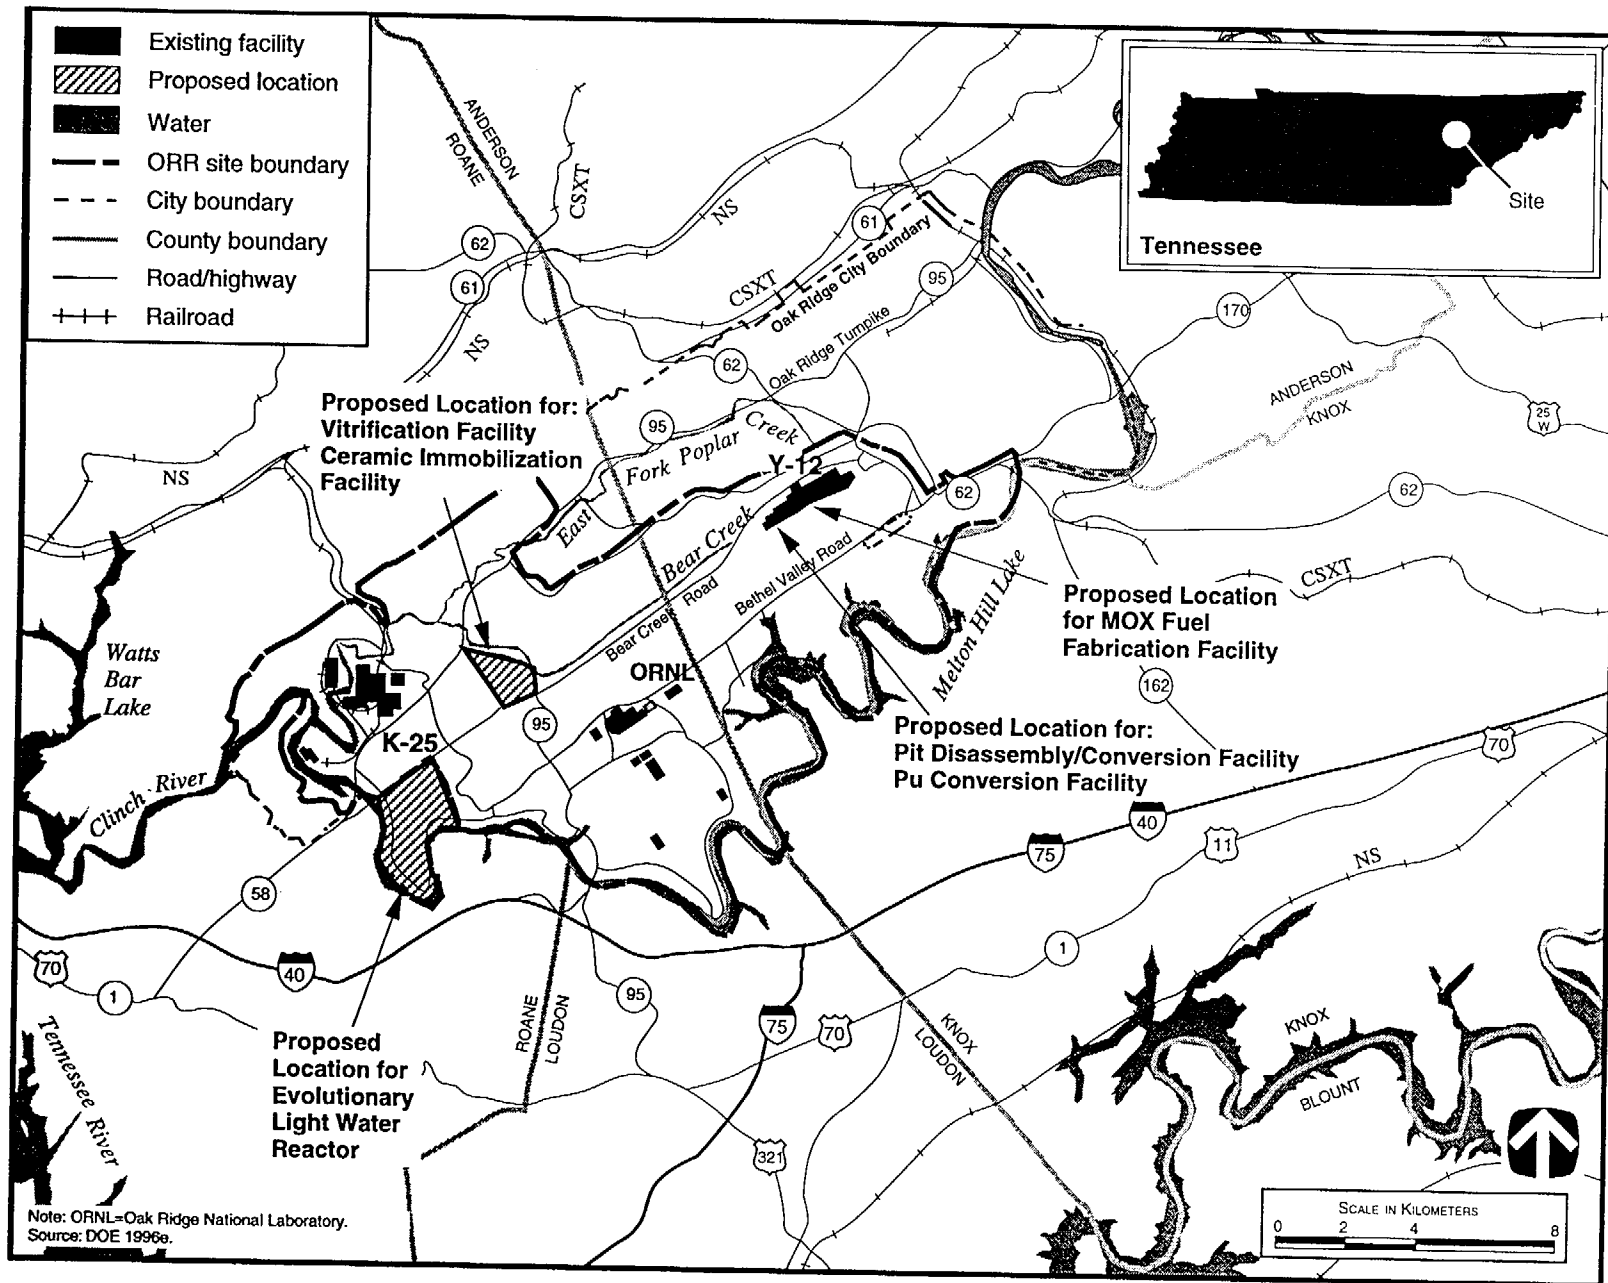 Existing facility
Proposed location
Water
ORR site boundary
City boundary
County boundary
Road/highway
Railroad
Site
Tennessee
ANDERSON
ROANE
CSXT
NS
62
61
NS
61
CSXT
Oak Ridge City Boundary
95
Oak Ridge Turnpike
62
170
ANDERSON
KNOX
25
W
62
Proposed Location for:
Vitrification Facility
Ceramic Immobilization
Facility
95
East Fork Poplar Creek
Y-12
62
NS
Bear Creek
Bear Creek Road
Bethel Valley Road
Melton Hill Lake
CSXT
Proposed Location
for MOX Fuel
Fabrication Facility
162
Watts
Bar
Lake
ORNL
95
K-25
Proposed Location for:
Pit Disassembly/Conversion Facility
Pu Conversion Facility
70
Clinch River
40
75
11
NS
58
70
1
40
1
95
75
70
ROANE
LOUDON
KNOX
LOUDON
KNOX
BLOUNT
Tennessee River
Proposed
Location for
Evolutionary
Light Water
Reactor
321
Note: ORNL=Oak Ridge National Laboratory.
Source: DOE 1996e.
SCALE IN KILOMETERS
0 2 4 8